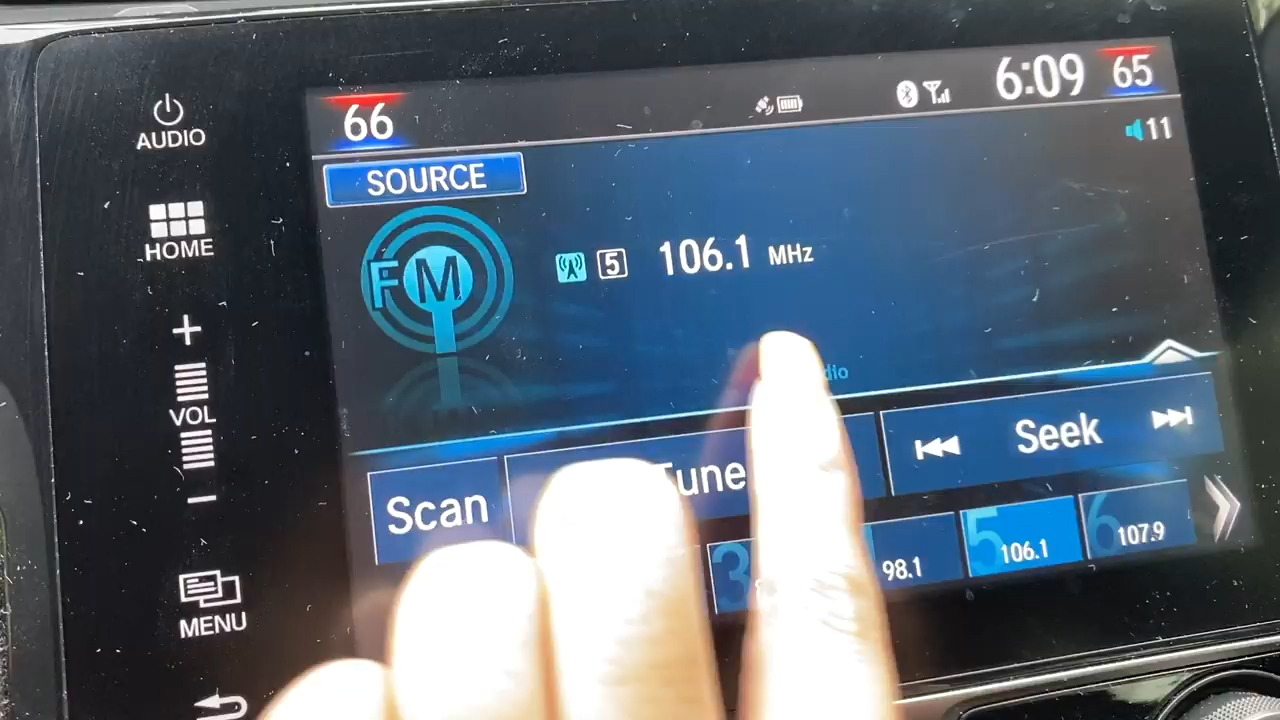 AUDIO
66
6:09
65
11
SOURCE
HOME
FM
5
106.1 MHz
VOL
Scan
Seek
3
98.1
5
106.1
6
107.9
MENU